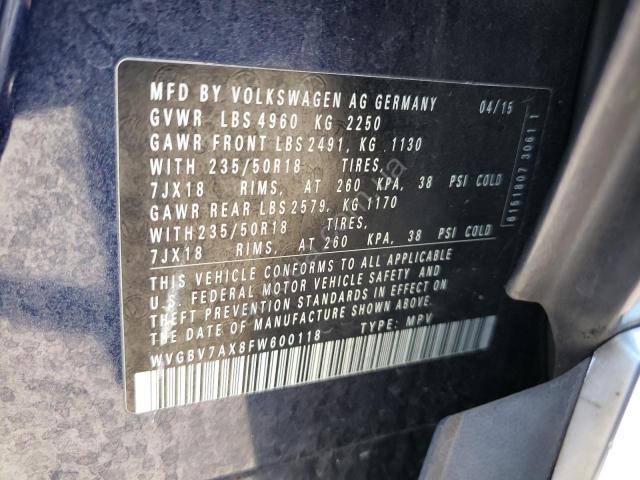 MFD BY VOLKSWAGEN AG GERMANY 04/15
GVWR LBS 4960 KG 2250
GAWR FRONT LBS 2491, KG 1130
WITH 235/50R18 TIRES,
7JX18 RIMS, AT 260 KPA, 38 PSI COLD
GAWR REAR LBS 2579, KG 1170
WITH 235/50R18 TIRES,
7JX18 RIMS, AT 260 KPA, 38 PSI COLD
THIS VEHICLE CONFORMS TO ALL APPLICABLE
U.S. FEDERAL MOTOR VEHICLE SAFETY AND
THEFT PREVENTION STANDARDS IN EFFECT ON
THE DATE OF MANUFACTURE SHOWN ABOVE.
WVGBV7AX8FW600118 TYPE: MPV
6151807 3061 1